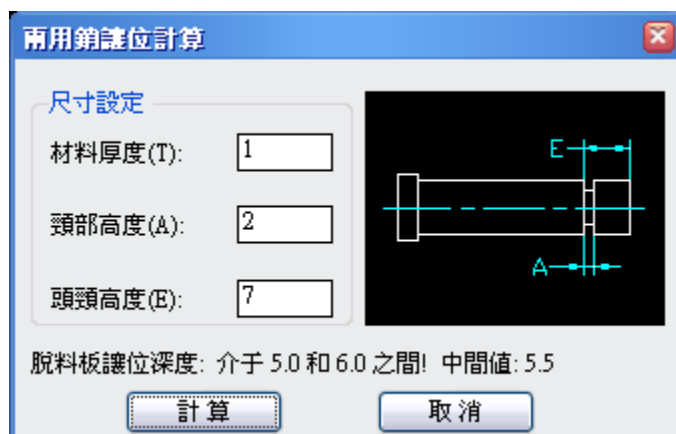 兩用銷讓位計算
尺寸設定
材料厚度(T): 1
頸部高度(A): 2
頭頸高度(E): 7
E
A
脫料板讓位深度: 介于 5.0 和 6.0 之間! 中間値: 5.5
計算 取消